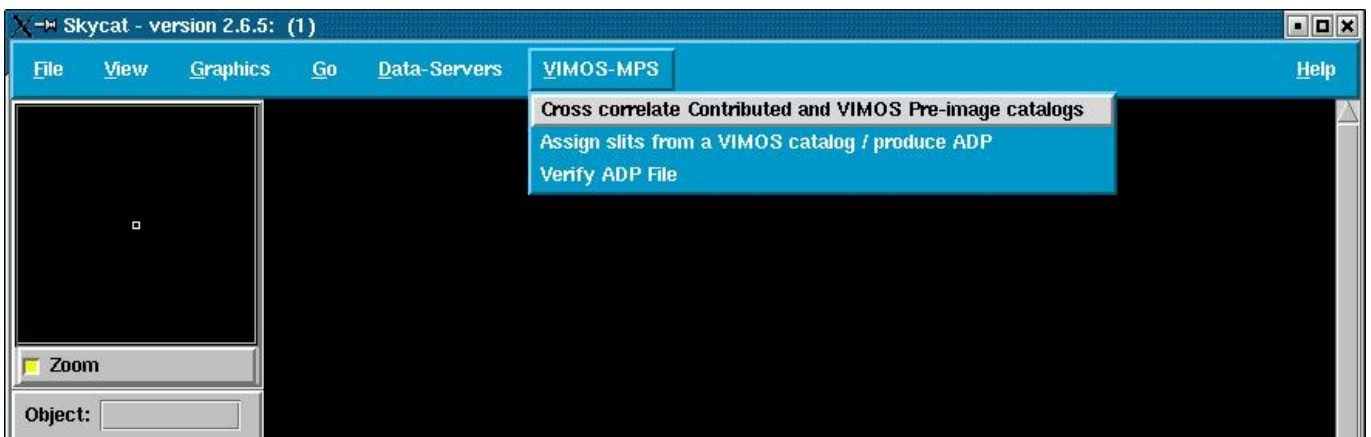 Skycat - version 2.6.5: (1)
File View Graphics Go Data-Servers VIMOS-MPS Help
Cross correlate Contributed and VIMOS Pre-image catalogs
Assign slits from a VIMOS catalog / produce ADP
Verify ADP File
Zoom
Object: